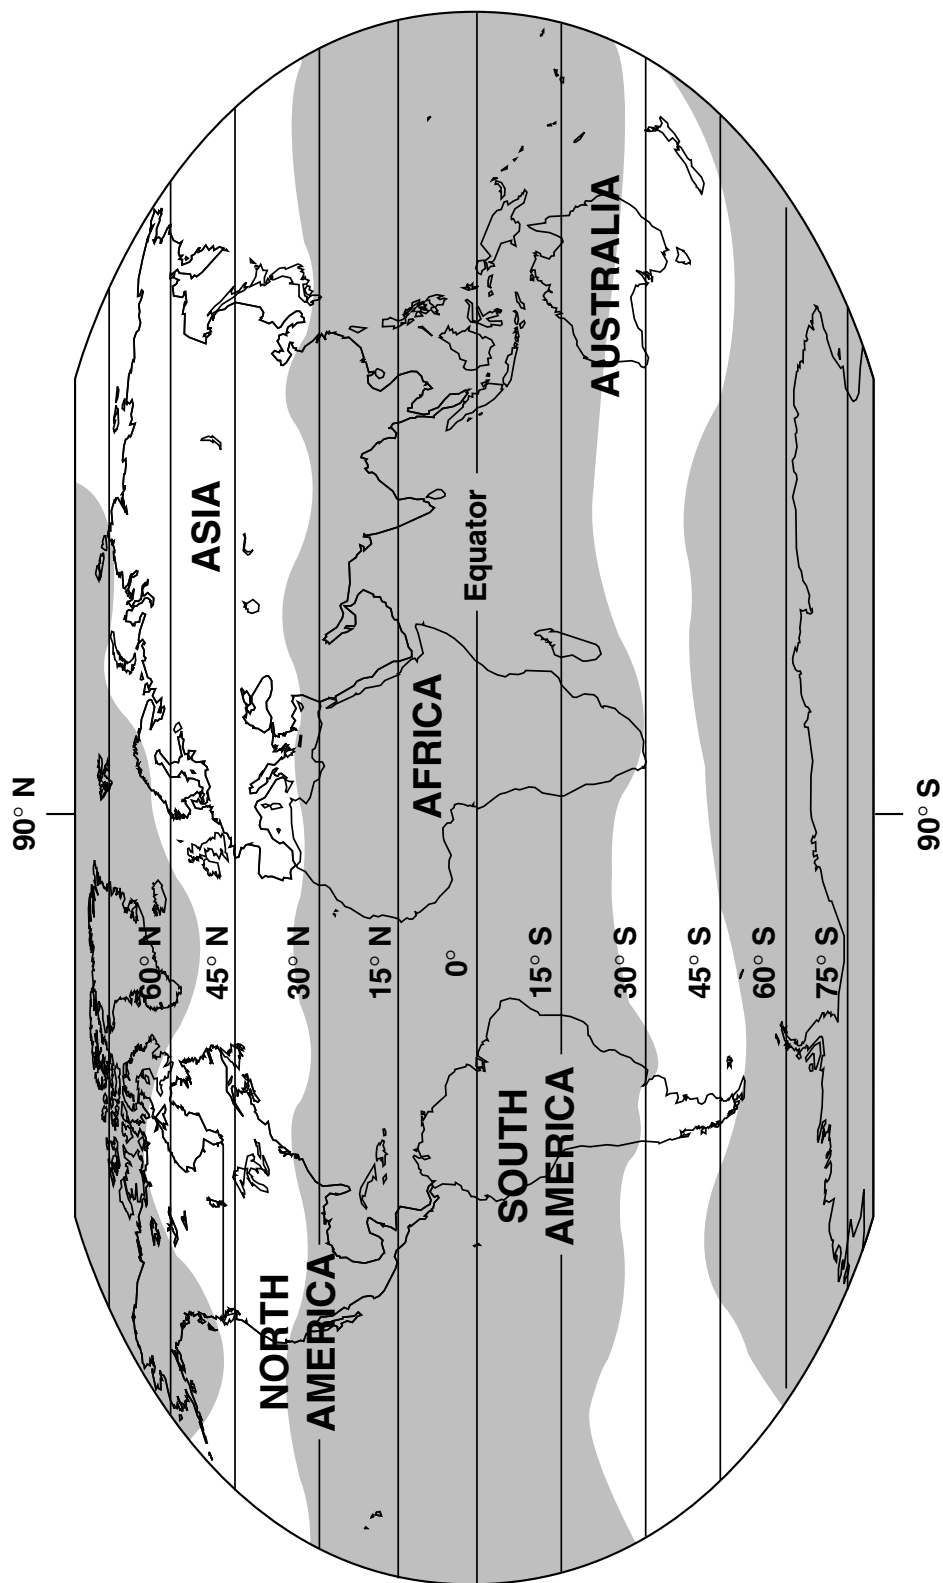 90° N
60° N
45° N
30° N
15° N
0°
15° S
30° S
45° S
60° S
75° S
90° S
NORTH
AMERICA
SOUTH
AMERICA
AFRICA
ASIA
Equator
AUSTRALIA